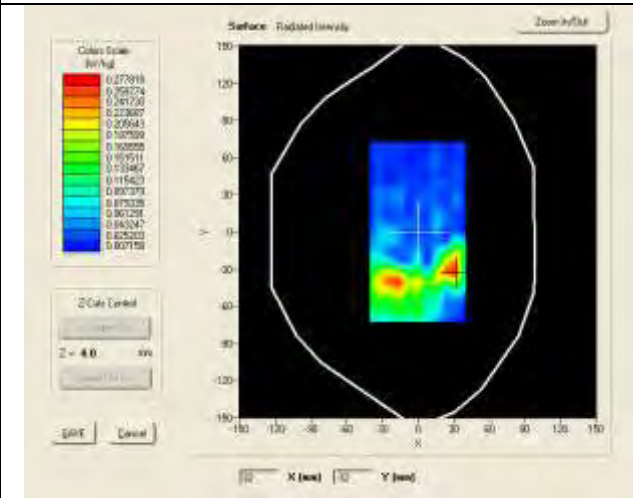 Surface: Radiated Intensity
Zoom In/Out
Colors Scale
(W/kg)
0.277818
0.259774
0.241730
0.223687
0.205643
0.187599
0.169555
0.151511
0.133467
0.115423
0.097379
0.079335
0.061291
0.043247
0.025203
0.007159
150
120
90
60
30
0
-30
-60
-90
-120
-150
Y
-150 -120 -90 -60 -30 0 30 60 90 120 150
X
Z Cuts Control
Z = 4.0 mm
SAVE
Cancel
X (mm)
Y (mm)